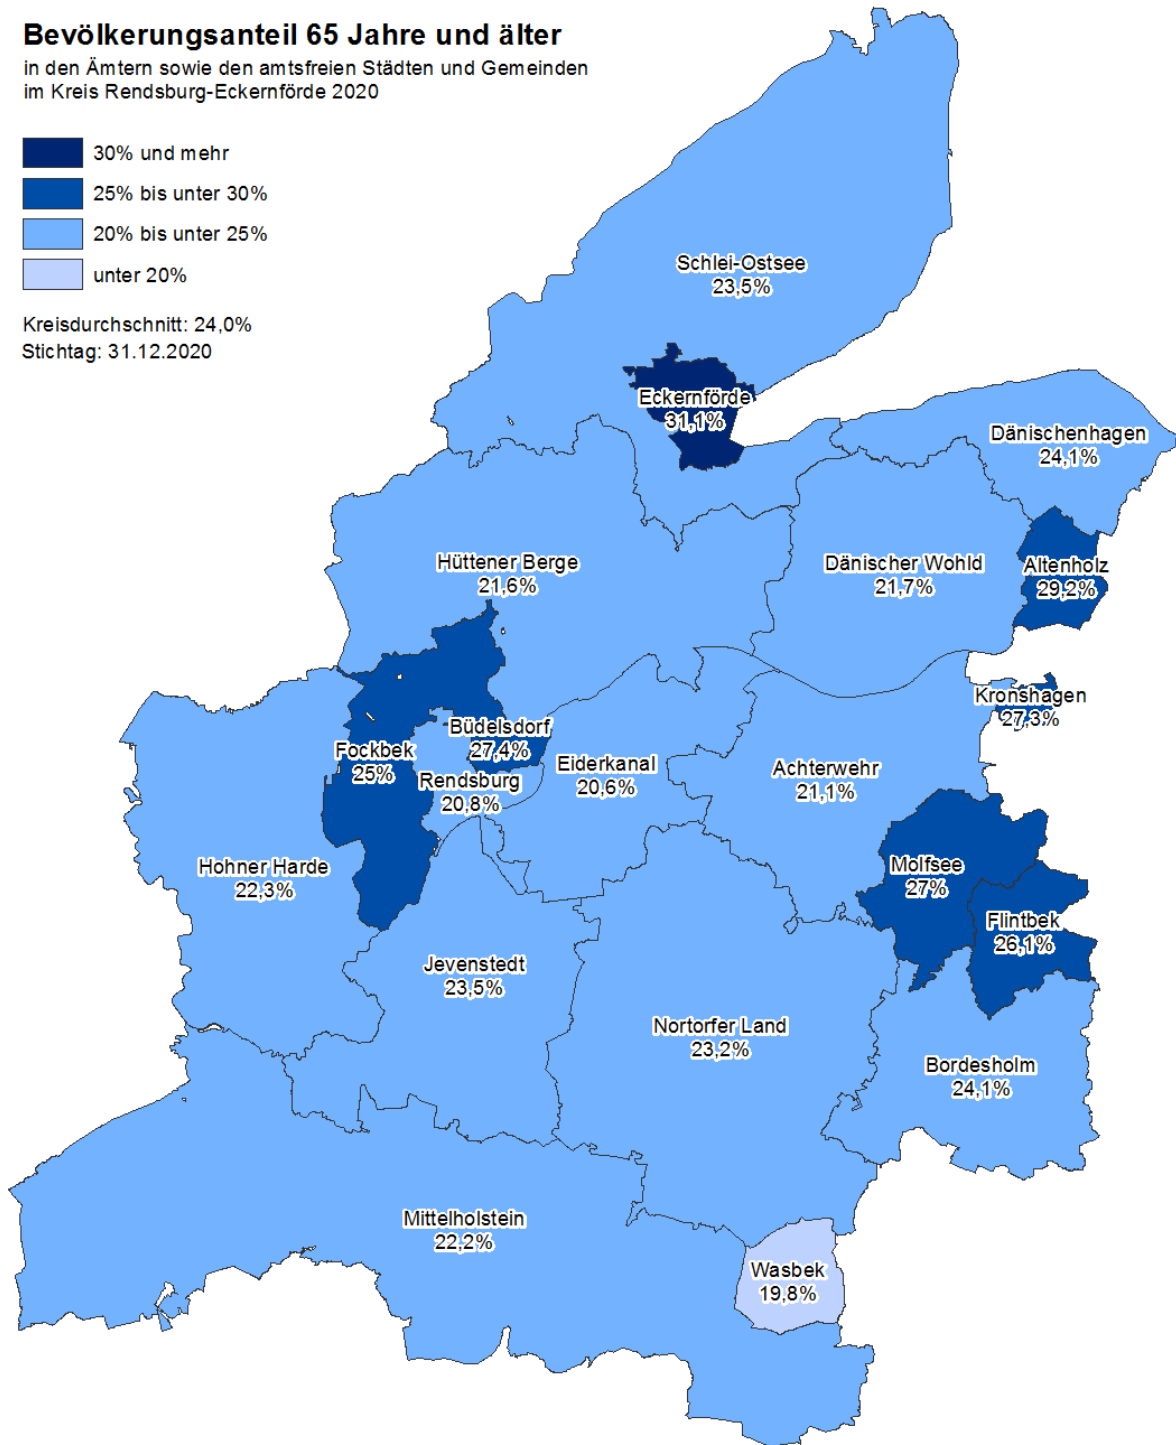 Bevölkerungsanteil 65 Jahre und älter
in den Ämtern sowie den amtsfreien Städten und Gemeinden
im Kreis Rendsburg-Eckernförde 2020
30% und mehr
25% bis unter 30%
20% bis unter 25%
unter 20%
Kreisdurchschnitt: 24,0%
Stichtag: 31.12.2020
Schlei-Ostsee
23,5%
Eckernförde
31,1%
Dänischenhagen
24,1%
Hüttener Berge
21,6%
Dänischer Wohld
21,7%
Altenholz
29,2%
Kronshagen
27,3%
Büdelsdorf
27,4%
Fockbek
25%
Rendsburg
20,8%
Eiderkanal
20,6%
Achterwehr
21,1%
Hohner Harde
22,3%
Molfsee
27%
Flintbek
26,1%
Jevenstedt
23,5%
Nortorfer Land
23,2%
Bordesholm
24,1%
Mittelholstein
22,2%
Wasbek
19,8%